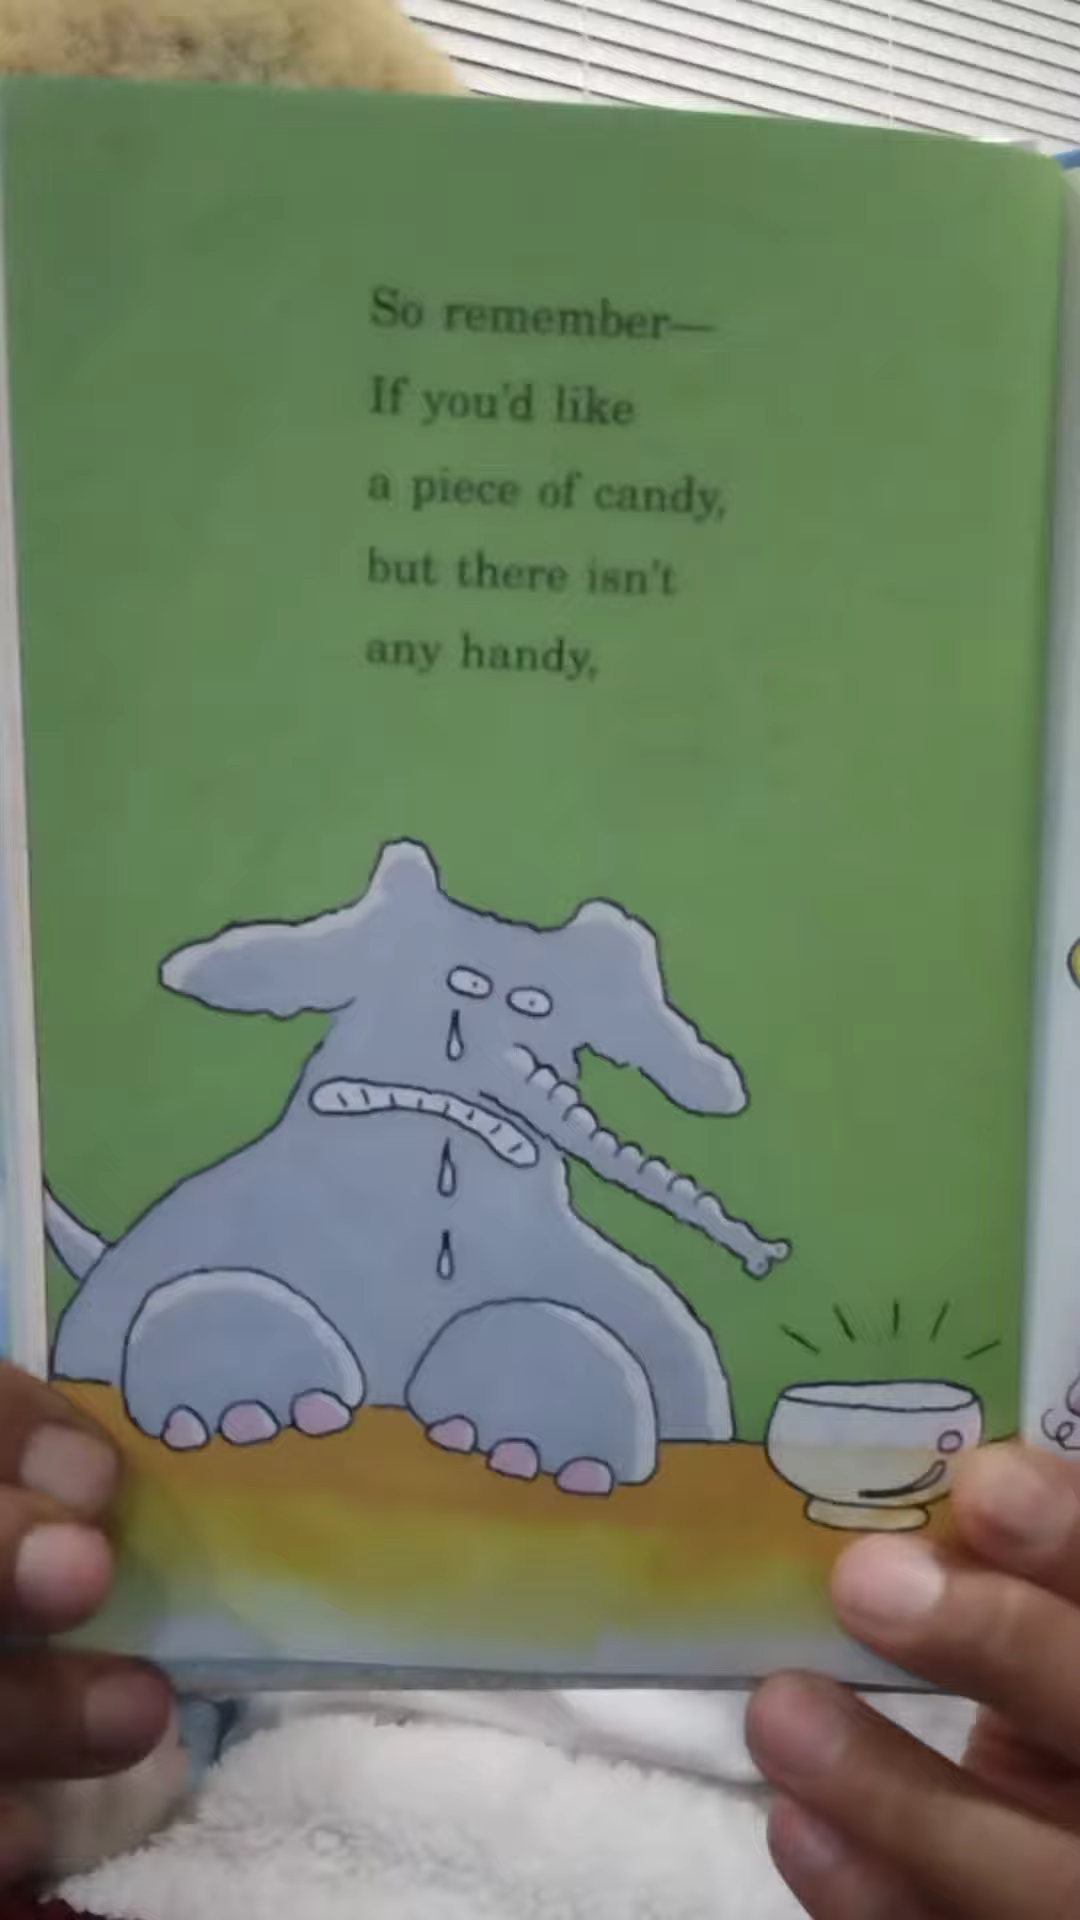 So remember—
If you'd like
a piece of candy,
but there isn't
any handy,